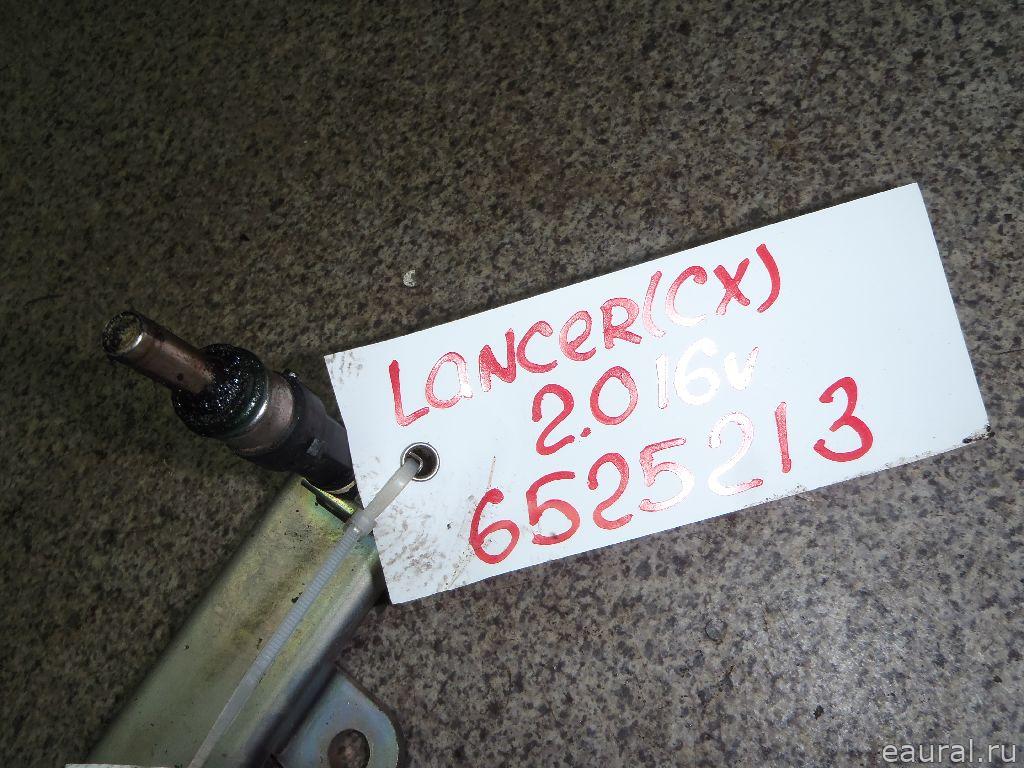 LANCER(CX)
2.0 16v
6525213
eaural.ru